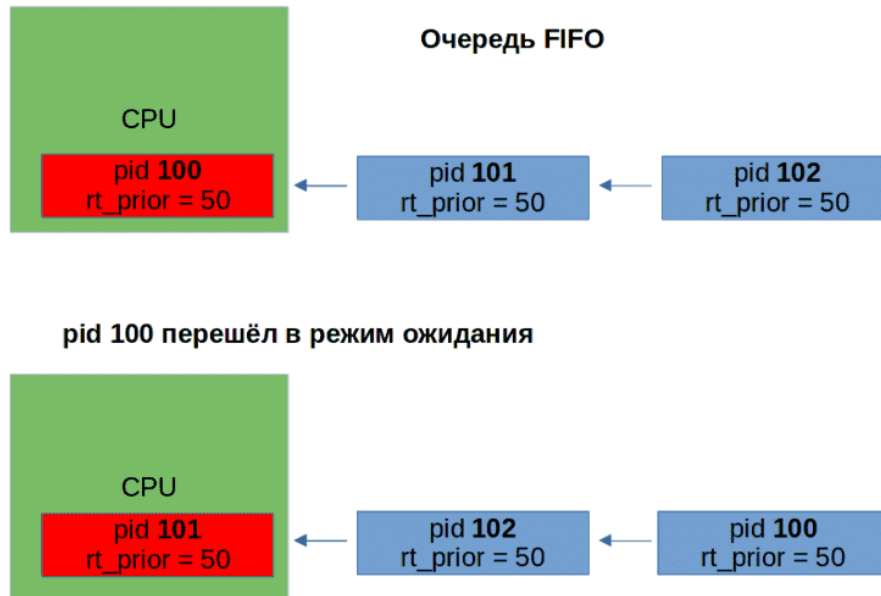 Очередь FIFO
CPU
pid 100
rt_prior = 50
pid 101
rt_prior = 50
pid 102
rt_prior = 50
pid 100 перешёл в режим ожидания
CPU
pid 101
rt_prior = 50
pid 102
rt_prior = 50
pid 100
rt_prior = 50